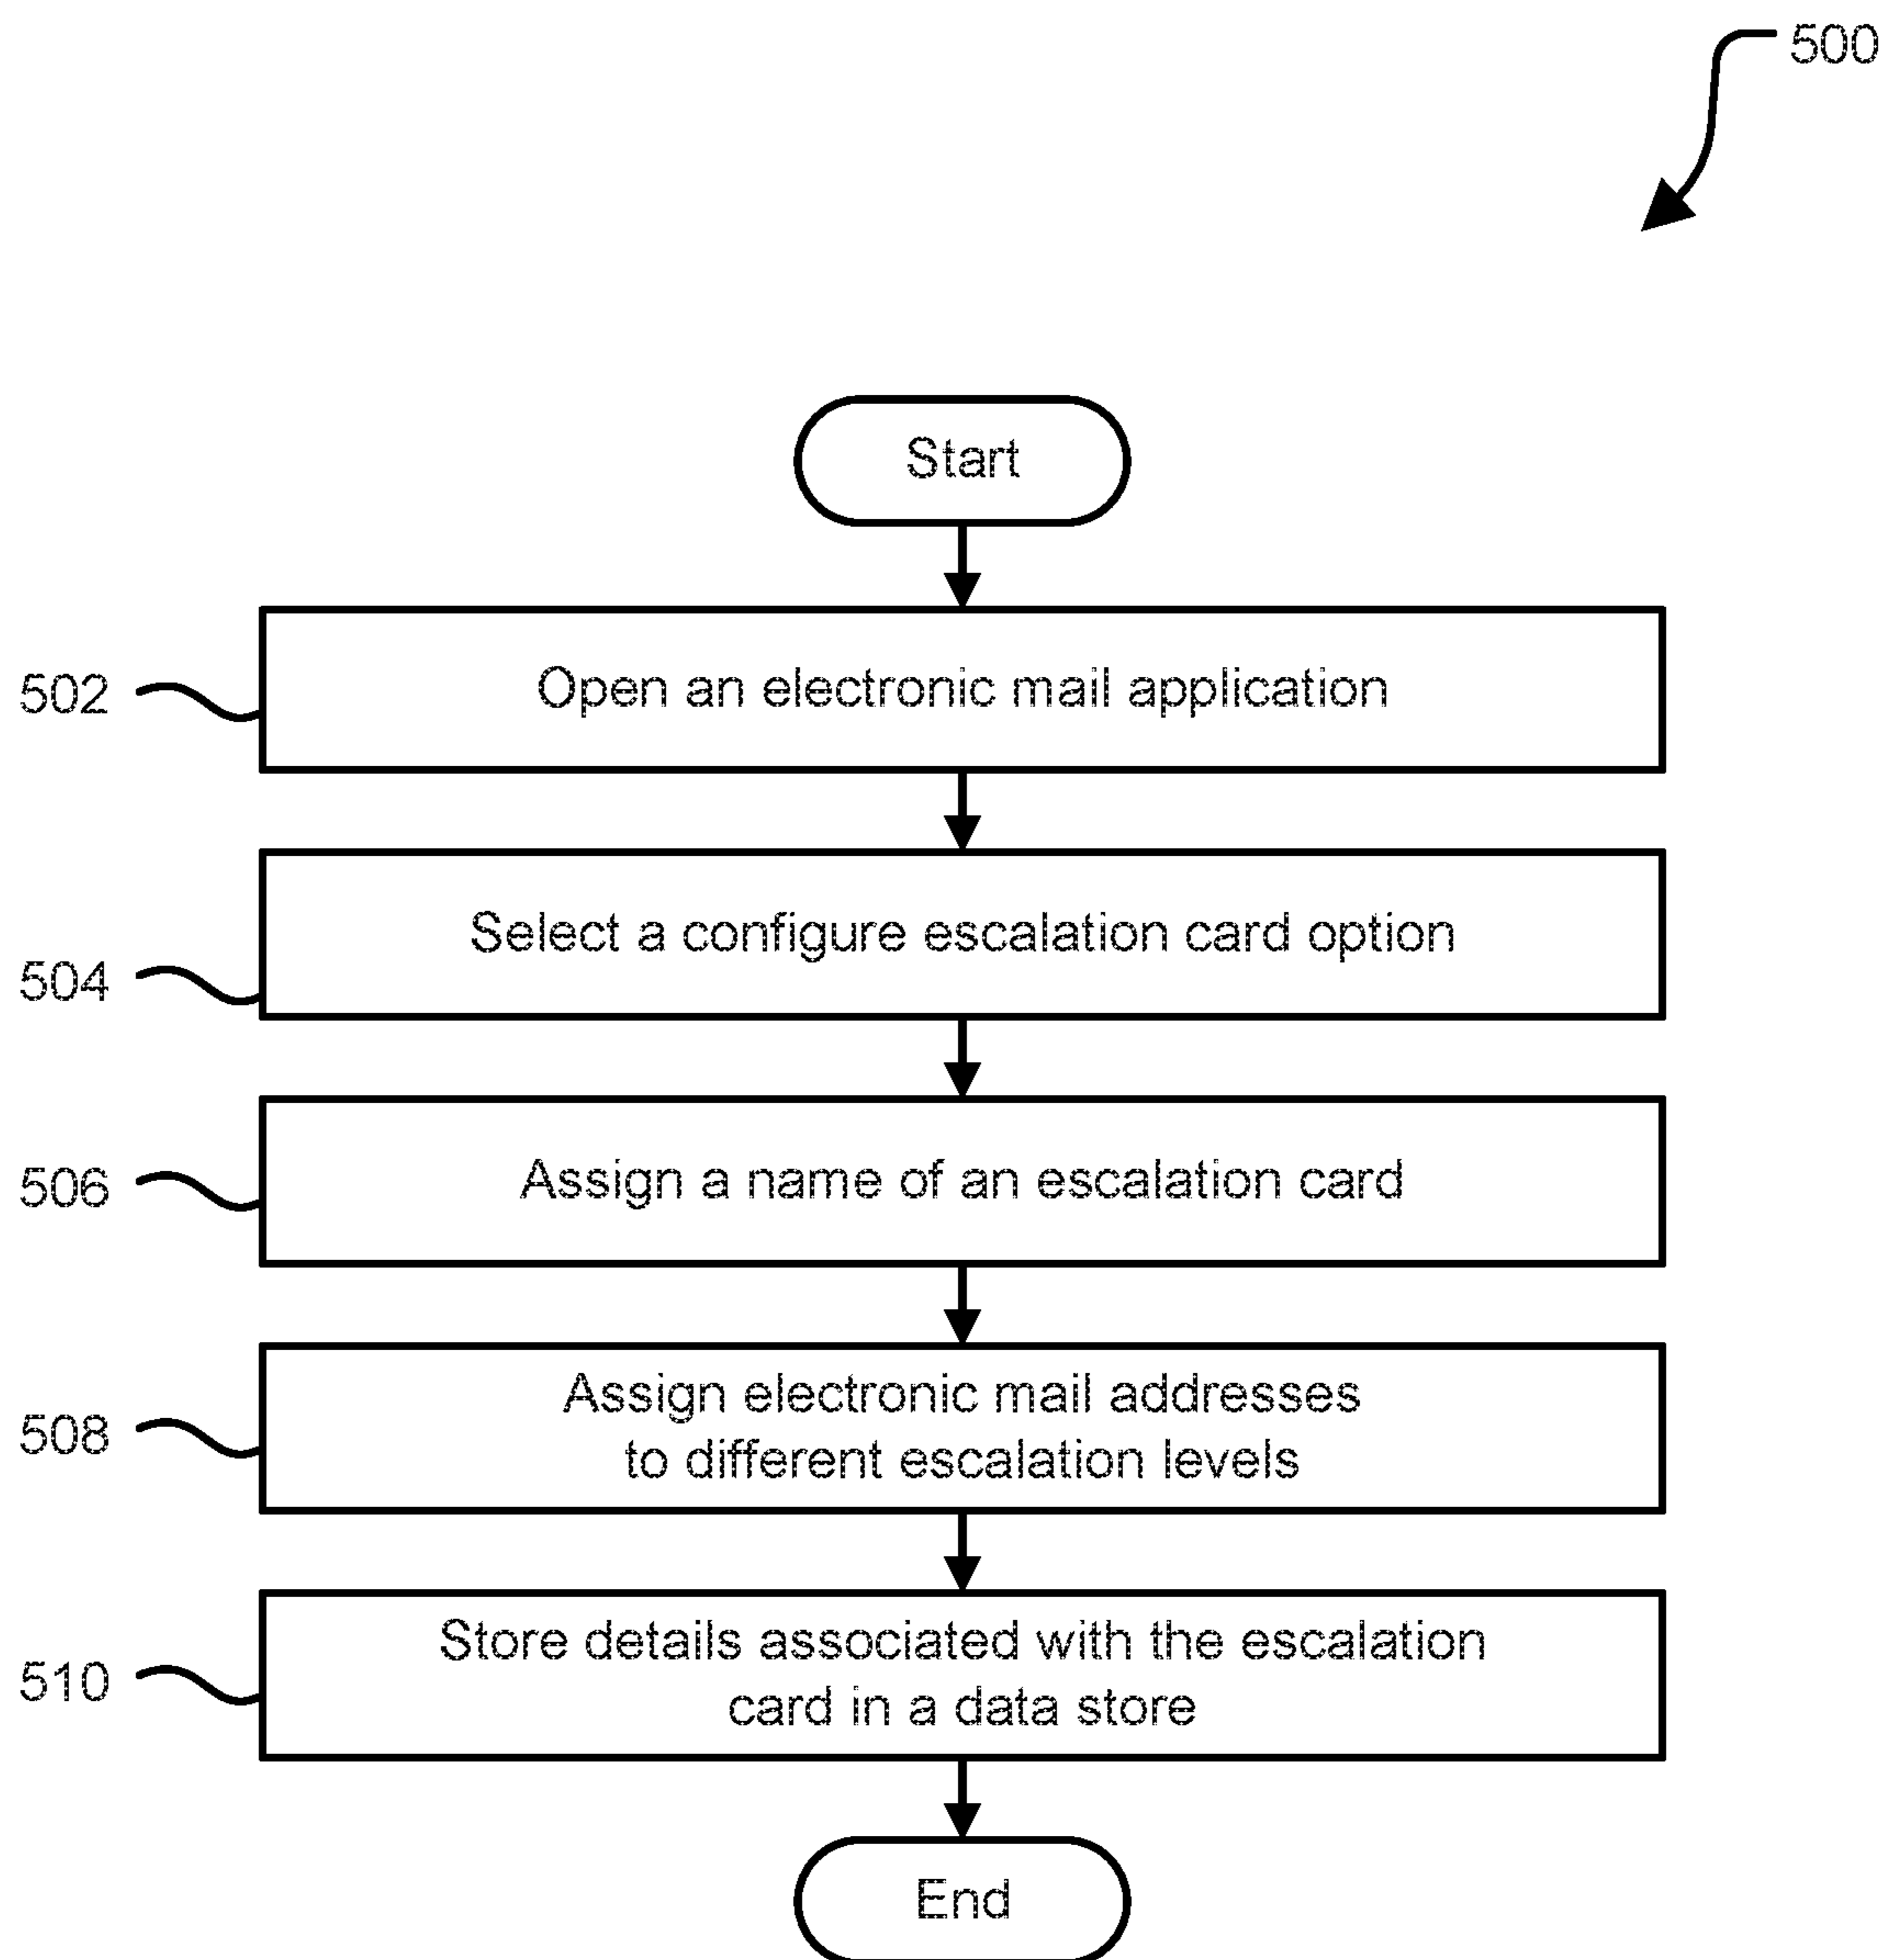 500
Start
502
Open an electronic mail application
504
Select a configure escalation card option
506
Assign a name of an escalation card
508
Assign electronic mail addresses
to different escalation levels
510
Store details associated with the escalation
card in a data store
End